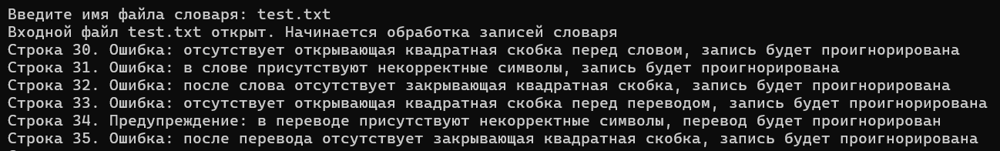 Введите имя файла словаря: test.txt
Входной файл test.txt открыт. Начинается обработка записей словаря
Строка 30. Ошибка: отсутствует открывающая квадратная скобка перед словом, запись будет проигнорирована
Строка 31. Ошибка: в слове присутствуют некорректные символы, запись будет проигнорирована
Строка 32. Ошибка: после слова отсутствует закрывающая квадратная скобка, запись будет проигнорирована
Строка 33. Ошибка: отсутствует открывающая квадратная скобка перед переводом, запись будет проигнорирована
Строка 34. Предупреждение: в переводе присутствуют некорректные символы, перевод будет проигнорирован
Строка 35. Ошибка: после перевода отсутствует закрывающая квадратная скобка, запись будет проигнорирована